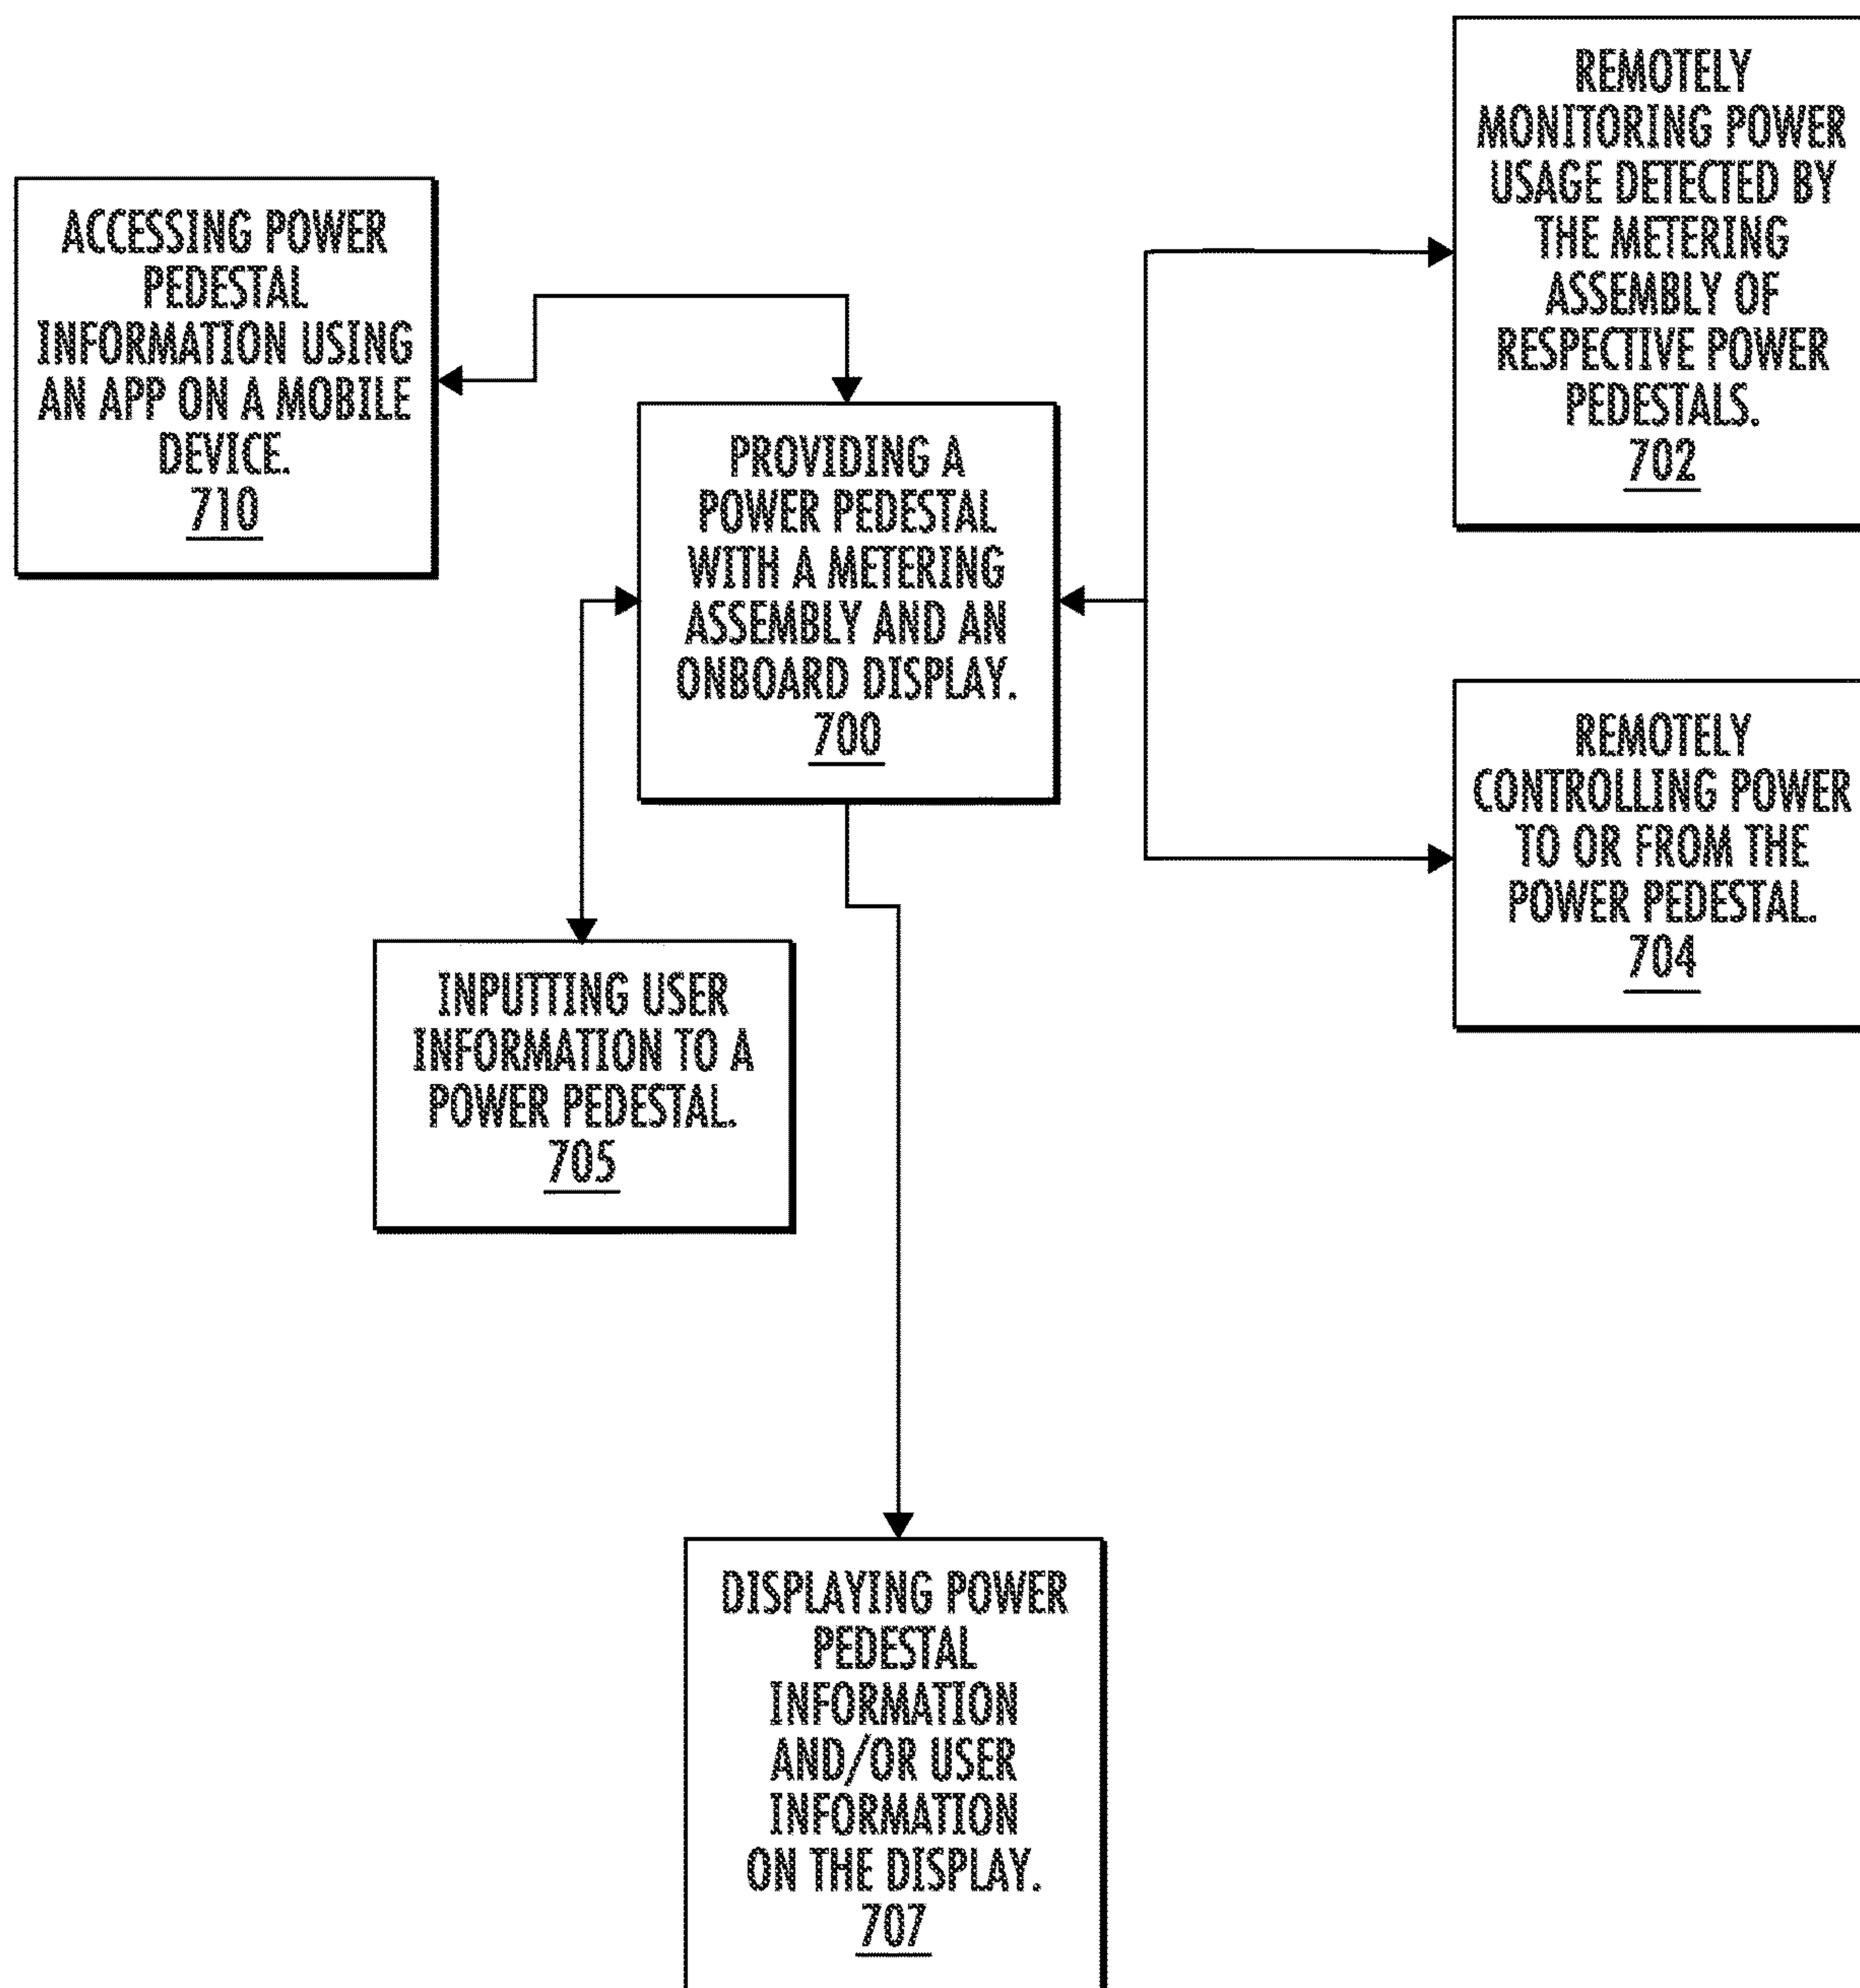 ACCESSING POWER
PEDESTAL
INFORMATION USING
AN APP ON A MOBILE
DEVICE.
710
PROVIDING A
POWER PEDESTAL
WITH A METERING
ASSEMBLY AND AN
ONBOARD DISPLAY.
700
REMOTELY
MONITORING POWER
USAGE DETECTED BY
THE METERING
ASSEMBLY OF
RESPECTIVE POWER
PEDESTALS.
702
REMOTELY
CONTROLLING POWER
TO OR FROM THE
POWER PEDESTAL.
704
INPUTTING USER
INFORMATION TO A
POWER PEDESTAL.
705
DISPLAYING POWER
PEDESTAL
INFORMATION
AND/OR USER
INFORMATION
ON THE DISPLAY.
707